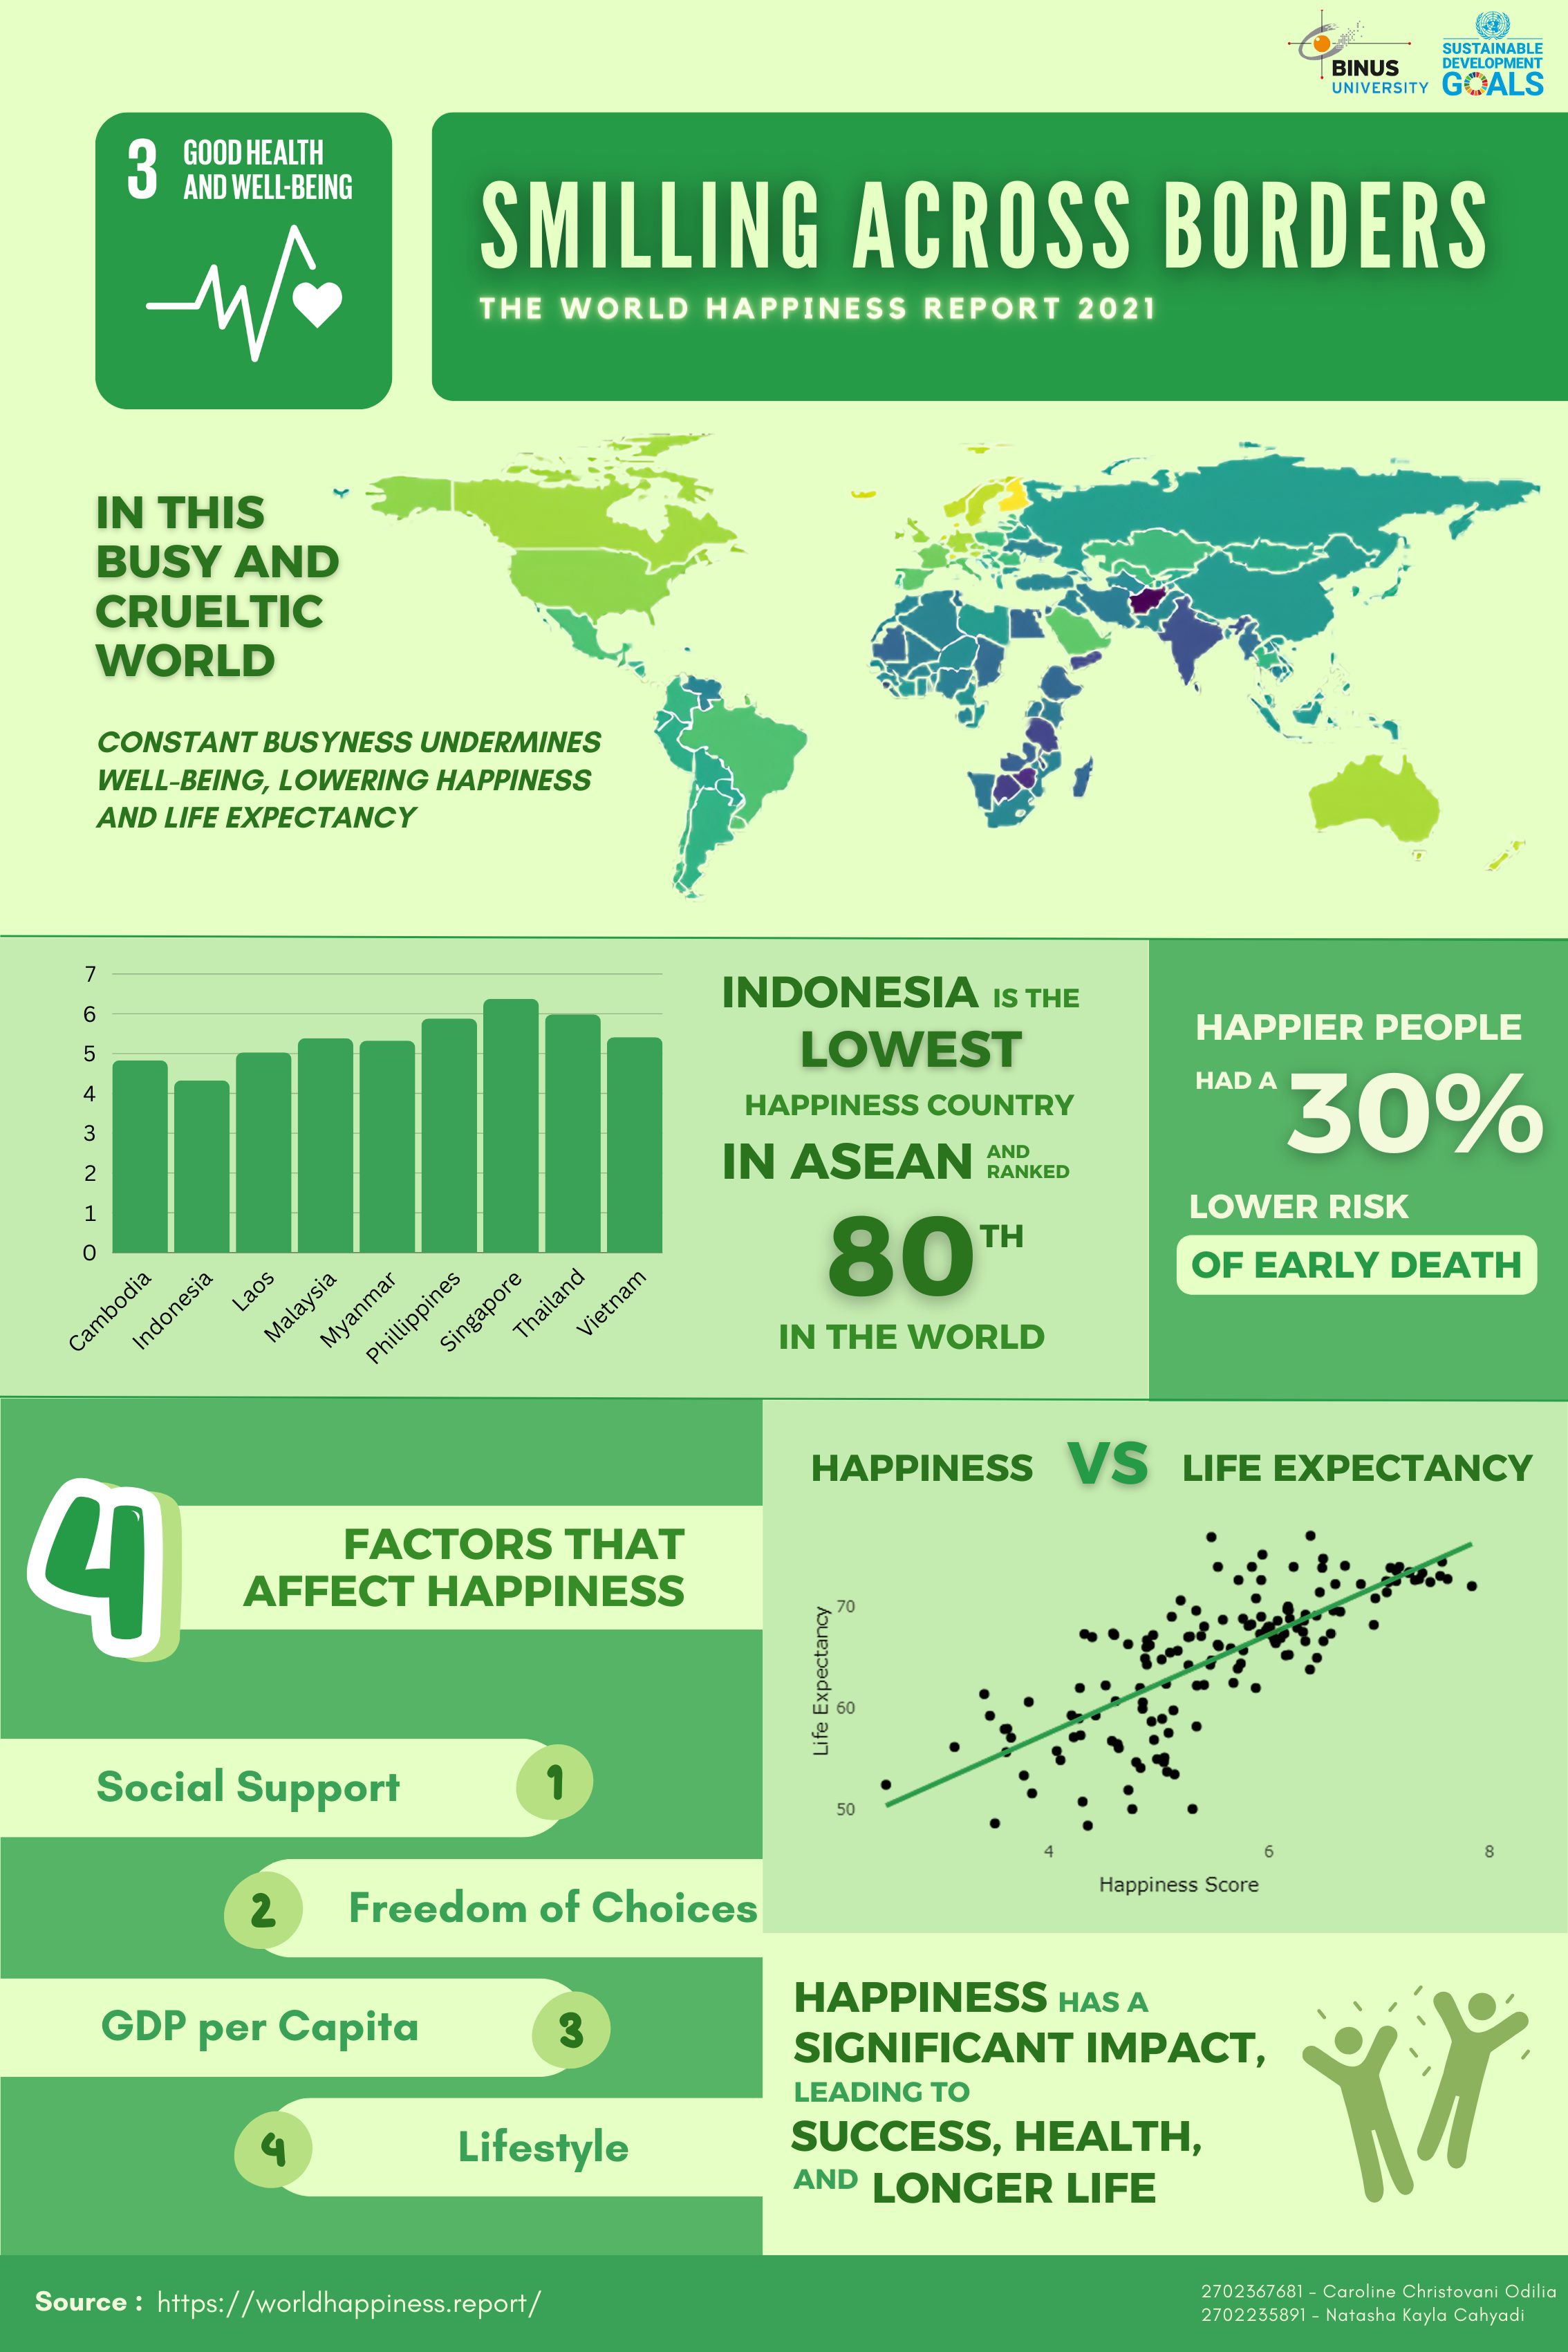 BINUS
UNIVERSITY
SUSTAINABLE
DEVELOPMENT
GOALS
3 GOOD HEALTH
AND WELL-BEING
SMILLING ACROSS BORDERS
THE WORLD HAPPINESS REPORT 2021
IN THIS
BUSY AND
CRUELTIC
WORLD
CONSTANT BUSYNESS UNDERMINES
WELL-BEING, LOWERING HAPPINESS
AND LIFE EXPECTANCY
7
6
5
4
3
2
1
0
Cambodia
Indonesia
Laos
Malaysia
Myanmar
Phillippines
Singapore
Thailand
Vietnam
INDONESIA IS THE
LOWEST
HAPPINESS COUNTRY
IN ASEAN AND
RANKED
80TH
IN THE WORLD
HAPPIER PEOPLE
HAD A 30%
LOWER RISK
OF EARLY DEATH
4 FACTORS THAT
AFFECT HAPPINESS
Social Support 1
2 Freedom of Choices
GDP per Capita 3
4 Lifestyle
HAPPINESS VS LIFE EXPECTANCY
Life Expectancy
70
60
50
4 6 8
Happiness Score
HAPPINESS HAS A
SIGNIFICANT IMPACT,
LEADING TO
SUCCESS, HEALTH,
AND LONGER LIFE
Source : https://worldhappiness.report/
2702367681 - Caroline Christovani Odilia
2702235891 - Natasha Kayla Cahyadi